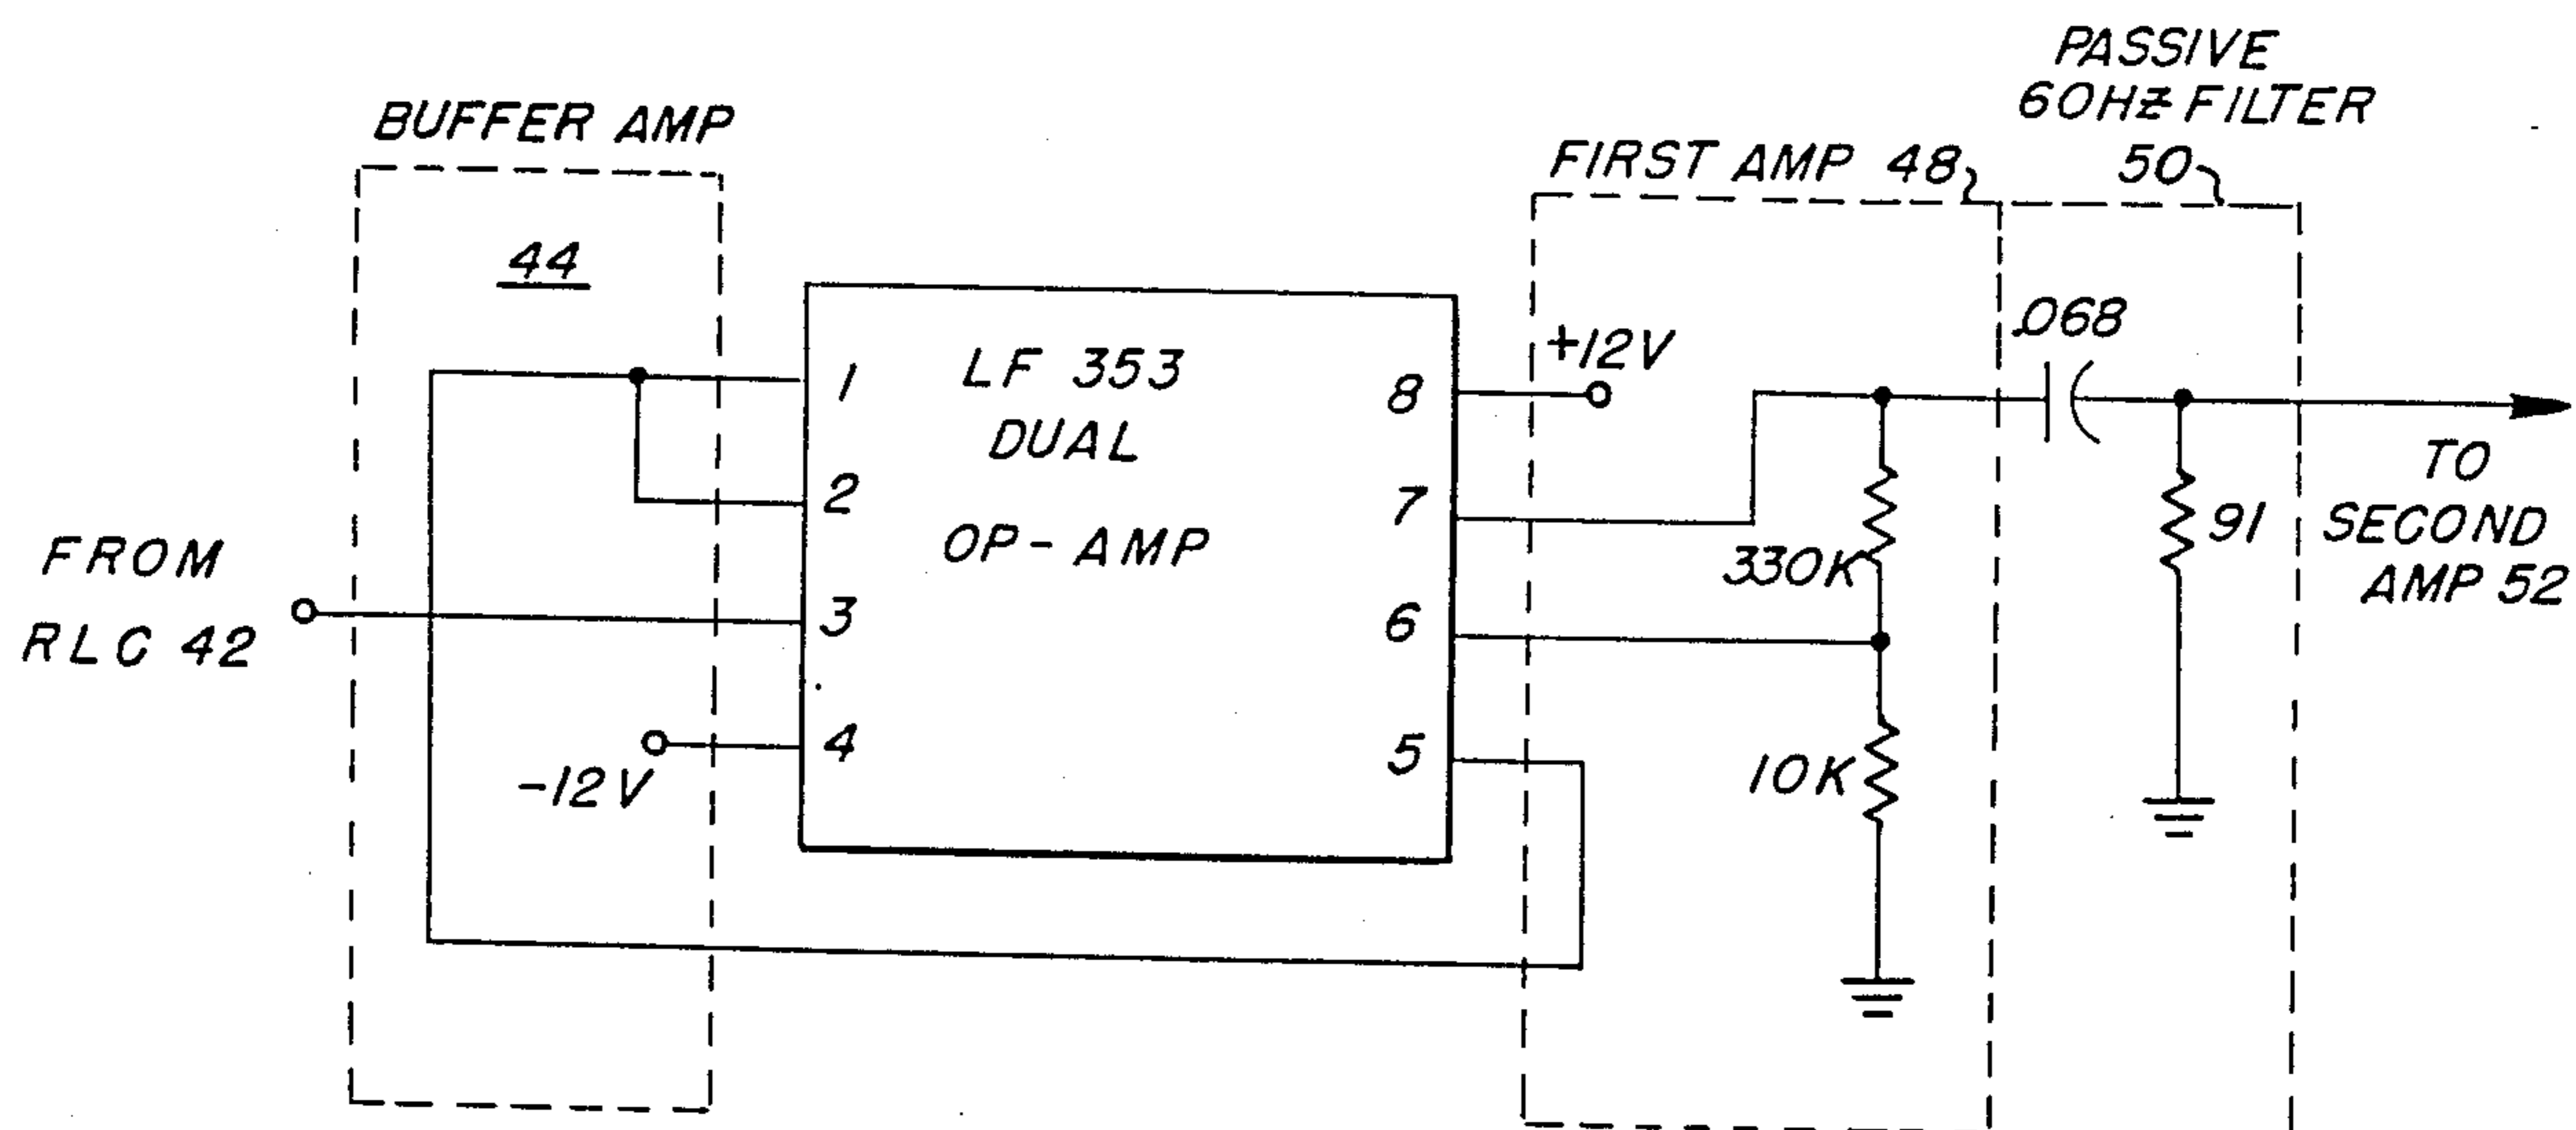 PASSIVE
60HZ FILTER
50
BUFFER AMP
44
FIRST AMP 48
LF 353
DUAL
OP-AMP
1
2
3
4
8
7
6
5
+12V
-12V
.068
330K
10K
91
FROM
RLC 42
TO
SECOND
AMP 52